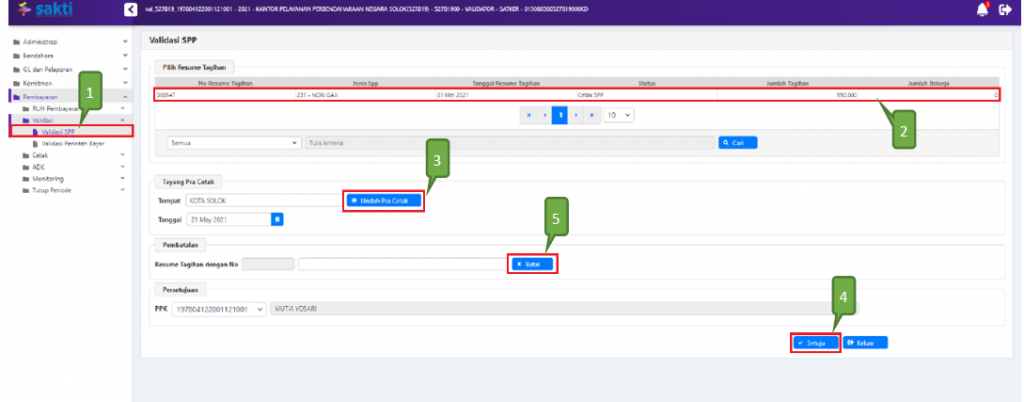 sakti
sat_527819_197804122001121001 - 2021 - KANTOR PELAYANAN PERBENDAHARAAN NEGARA SOLOK(527819) - 52781900 - VALIDATOR - SATKER -
Administrasi
Bendahara
GL dan Pelaporan
Komitmen
Pembayaran
RUH Pembayaran
Validasi
Validasi SPP
Validasi Perintah Bayar
Cetak
ADK
Monitoring
Tutup Periode
1
Validasi SPP
Pilih Resume Tagihan
No Resume Tagihan Jenis Spp Tanggal Resume Tagihan Status Jumlah Tagihan Jumlah Belanja
00054T 231 - NON GAJI 21 Mei 2021 Cetak SPP 990,000 0
2
1 10
Semua Tulis kriteria Cari
3
Tayang Pra Cetak
Tempat KOTA SOLOK Unduh Pra Cetak
Tanggal 21 May 2021
5
Pembatalan
Resume Tagihan dengan No Batal
Persetujuan
4
PPK 197804122001121001 MUTIA YOSARI
Setuju Keluar